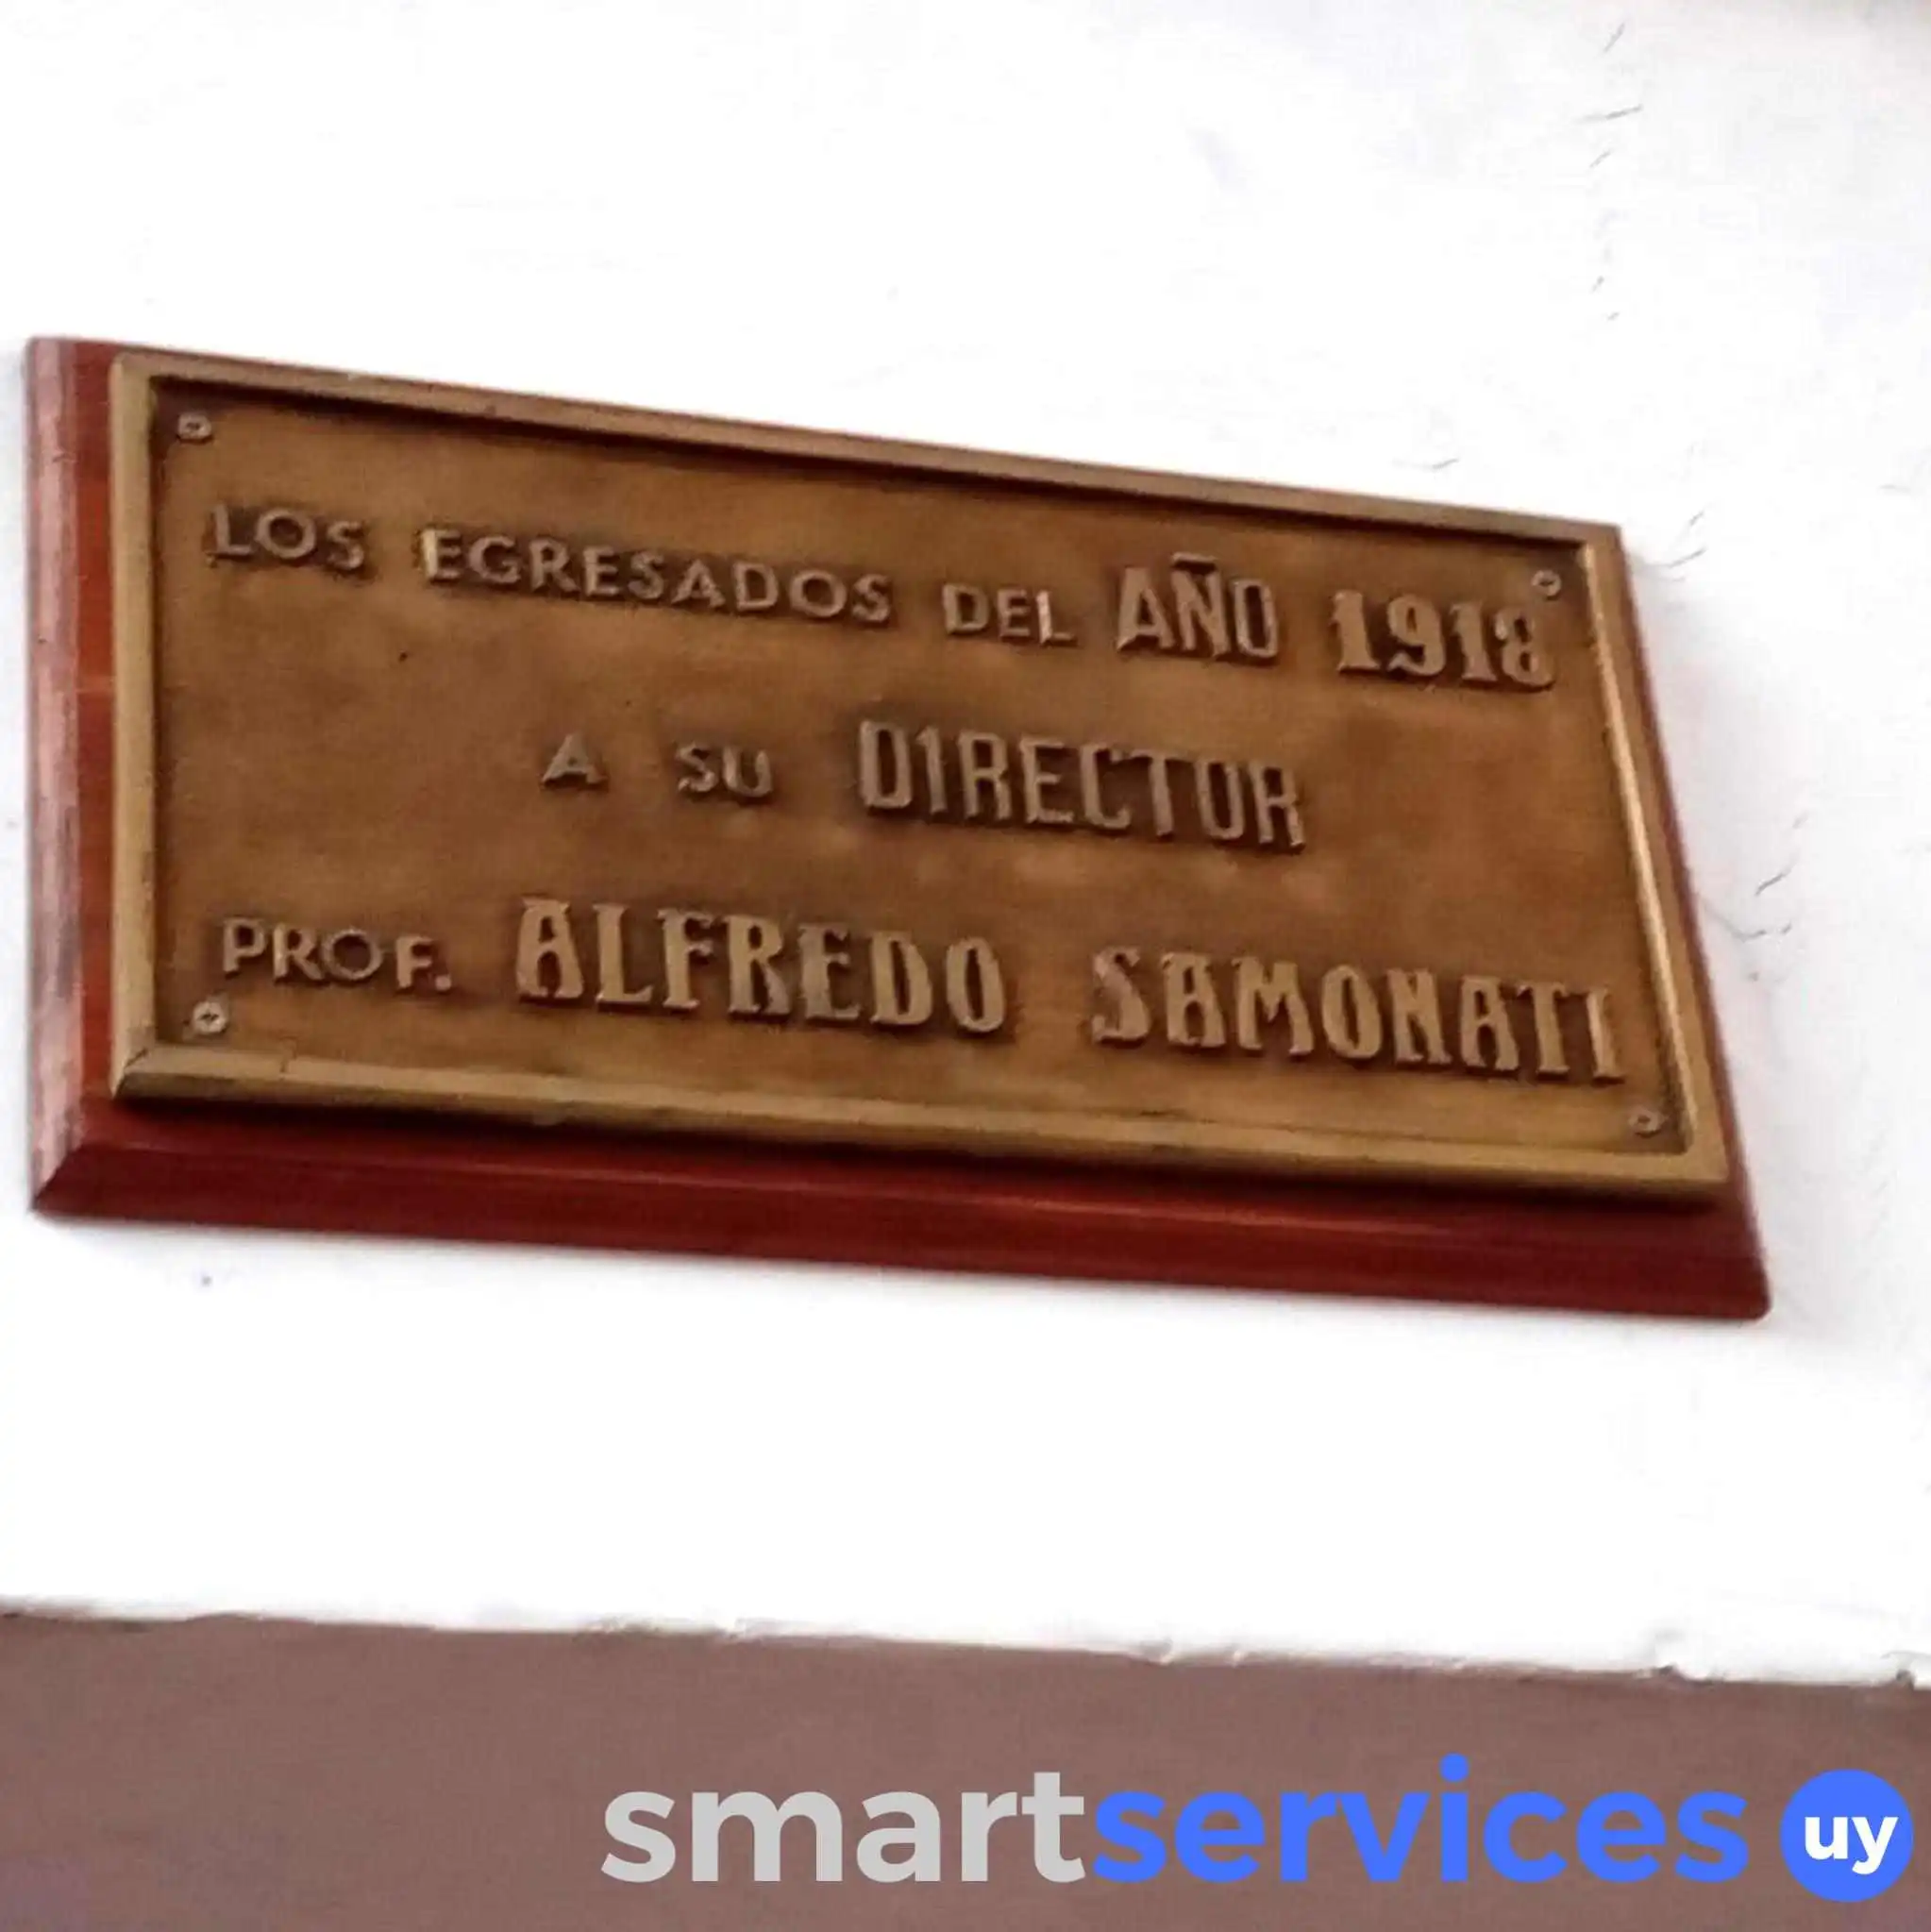 LOS EGRESADOS DEL AÑO 1918
A SU DIRECTOR
PROF. ALFREDO SAMONATI
smartservices uy